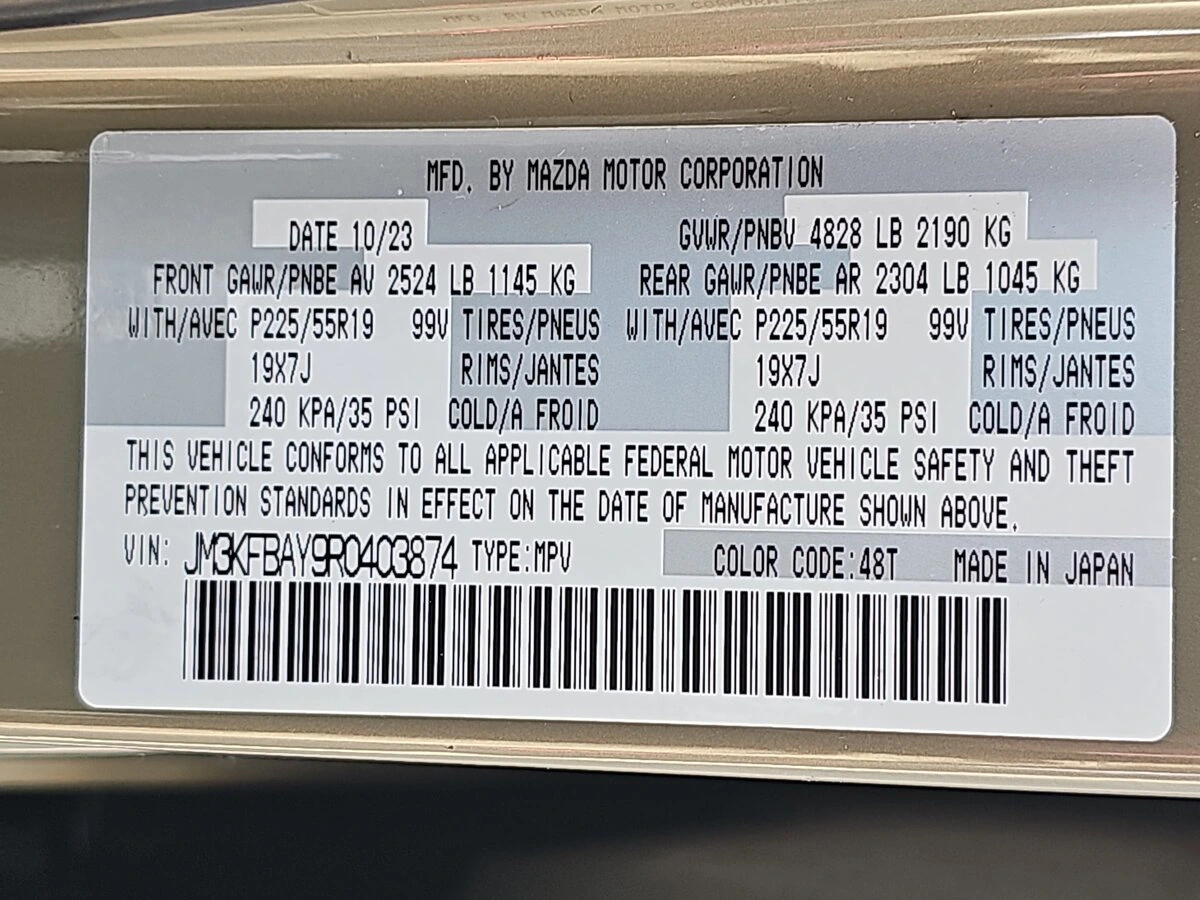 MFD. BY MAZDA MOTOR CORPORATION
DATE 10/23 GVWR/PNBV 4828 LB 2190 KG
FRONT GAWR/PNBE AV 2524 LB 1145 KG REAR GAWR/PNBE AR 2304 LB 1045 KG
WITH/AVEC P225/55R19 99V TIRES/PNEUS WITH/AVEC P225/55R19 99V TIRES/PNEUS
19X7J RIMS/JANTES 19X7J RIMS/JANTES
240 KPA/35 PSI COLD/A FROID 240 KPA/35 PSI COLD/A FROID
THIS VEHICLE CONFORMS TO ALL APPLICABLE FEDERAL MOTOR VEHICLE SAFETY AND THEFT
PREVENTION STANDARDS IN EFFECT ON THE DATE OF MANUFACTURE SHOWN ABOVE.
VIN: JM3KFBAY9R0403874 TYPE:MPV COLOR CODE:48T MADE IN JAPAN